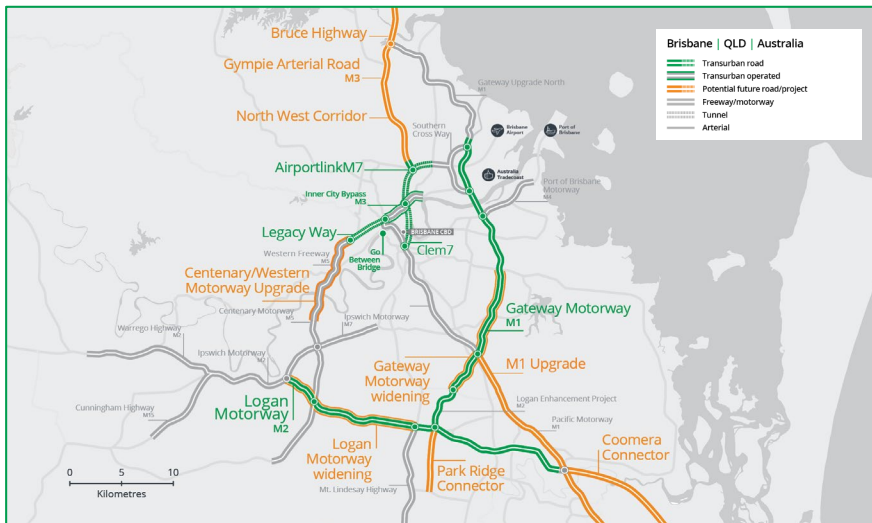 Bruce Highway
Gympie Arterial Road
M3
North West Corridor
Gateway Upgrade North
M1
Southern
Cross Way
Brisbane
Airport
Port of
Brisbane
Australia
Tradecoast
Port of Brisbane
Motorway
M4
AirportlinkM7
Inner City Bypass
M3
Legacy Way
BRISBANE CBD
Clem7
Go
Between
Bridge
Western Freeway
M5
Centenary/Western
Motorway Upgrade
Centenary Motorway
M5
Ipswich Motorway
M7
Warrego Highway
M2
Ipswich Motorway
M2
Cunningham Highway
M15
Gateway Motorway
M1
Gateway
Motorway
widening
M1 Upgrade
Logan Enhancement Project
M2
Pacific Motorway
M1
Logan
Motorway
M2
Logan
Motorway
widening
Park Ridge
Connector
Coomera
Connector
Mt. Lindesay Highway
0 5 10
Kilometres
Brisbane | QLD | Australia
Transurban road
Transurban operated
Potential future road/project
Freeway/motorway
Tunnel
Arterial